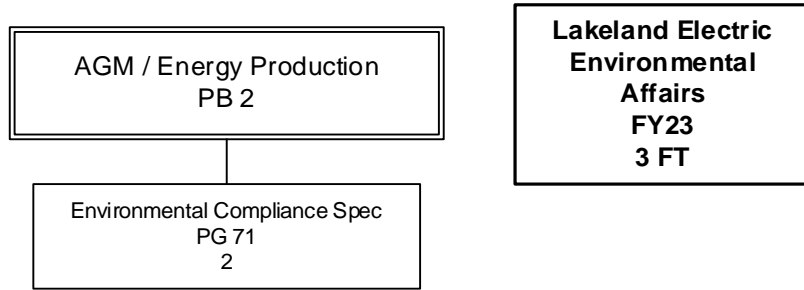 AGM / Energy Production
PB 2
Lakeland Electric
Environmental
Affairs
FY23
3 FT
Environmental Compliance Spec
PG 71
2